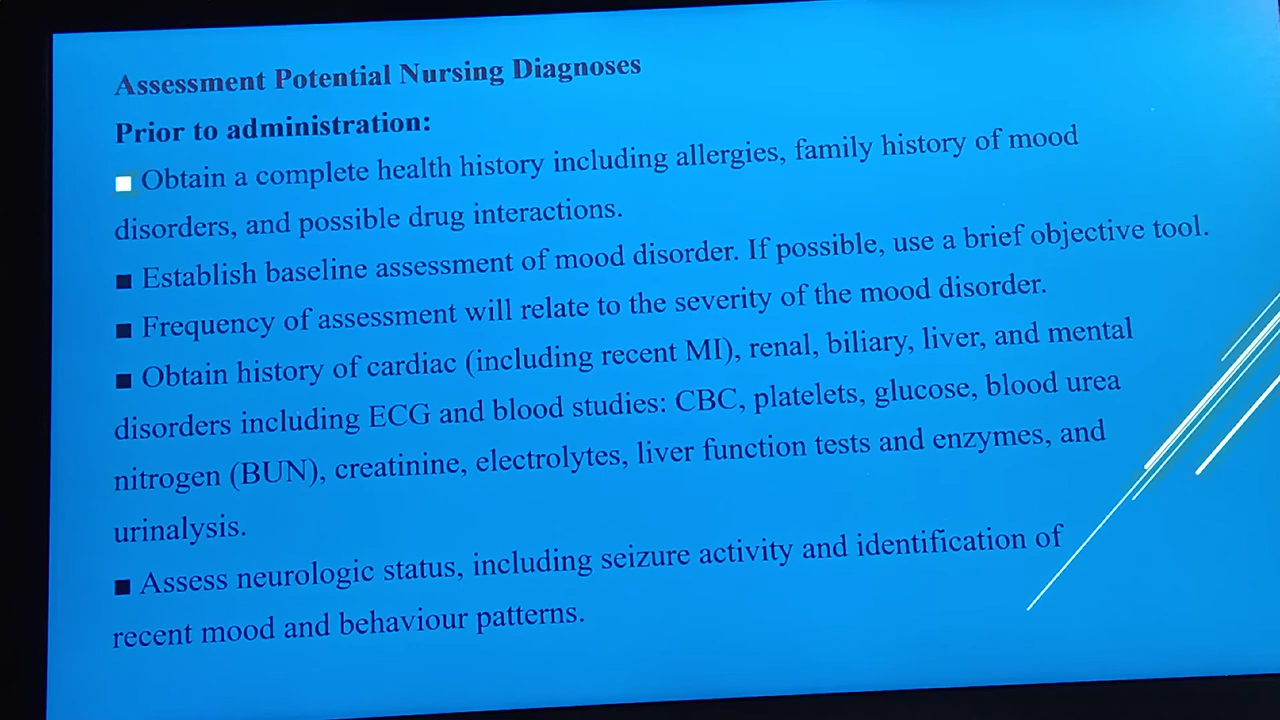 Assessment Potential Nursing Diagnoses
Prior to administration:
■ Obtain a complete health history including allergies, family history of mood
disorders, and possible drug interactions.
■ Establish baseline assessment of mood disorder. If possible, use a brief objective tool.
■ Frequency of assessment will relate to the severity of the mood disorder.
■ Obtain history of cardiac (including recent MI), renal, biliary, liver, and mental
disorders including ECG and blood studies: CBC, platelets, glucose, blood urea
nitrogen (BUN), creatinine, electrolytes, liver function tests and enzymes, and
urinalysis.
■ Assess neurologic status, including seizure activity and identification of
recent mood and behaviour patterns.